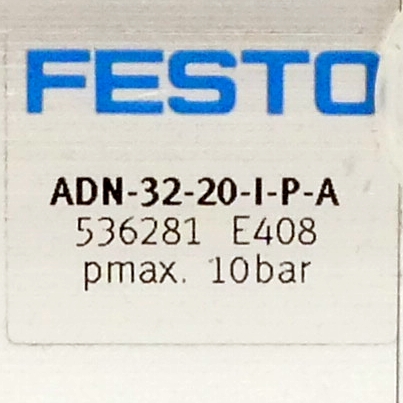 FESTO
ADN-32-20-I-P-A
536281 E408
pmax. 10bar